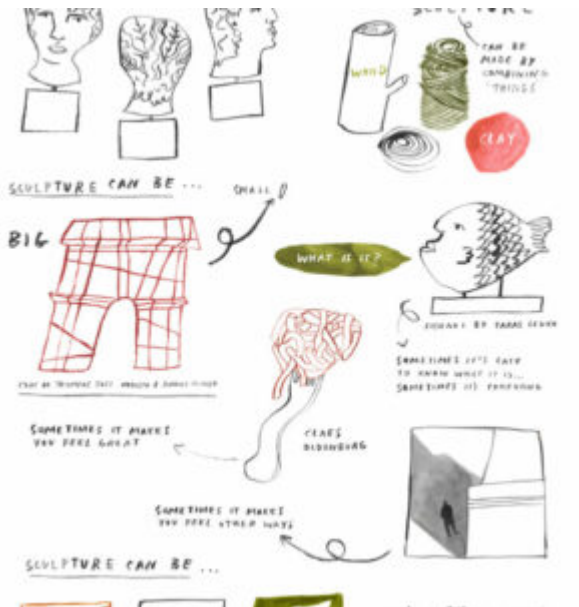 SCULPTURE
CAN BE
MADE BY
COMBINING
"THINGS"
WOOD
CLAY
SCULPTURE CAN BE ...
SMALL
BIG
WHAT IS IT?
SOMETIMES IT'S EASY
TO KNOW WHAT IT IS...
SOMETIMES IT'S CONFUSING
SOMETIMES IT MAKES
YOU FEEL GREAT
CLAES
OLDENBURG
SOMETIMES IT MAKES
YOU FEEL OTHER WAYS
SCULPTURE CAN BE ...